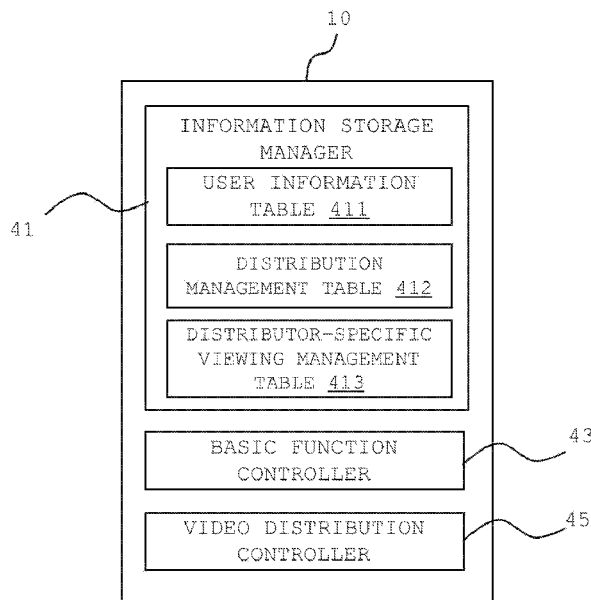 10
INFORMATION STORAGE
MANAGER
USER INFORMATION
TABLE 411
41
DISTRIBUTION
MANAGEMENT TABLE 412
DISTRIBUTOR-SPECIFIC
VIEWING MANAGEMENT
TABLE 413
BASIC FUNCTION
CONTROLLER
43
VIDEO DISTRIBUTION
CONTROLLER
45